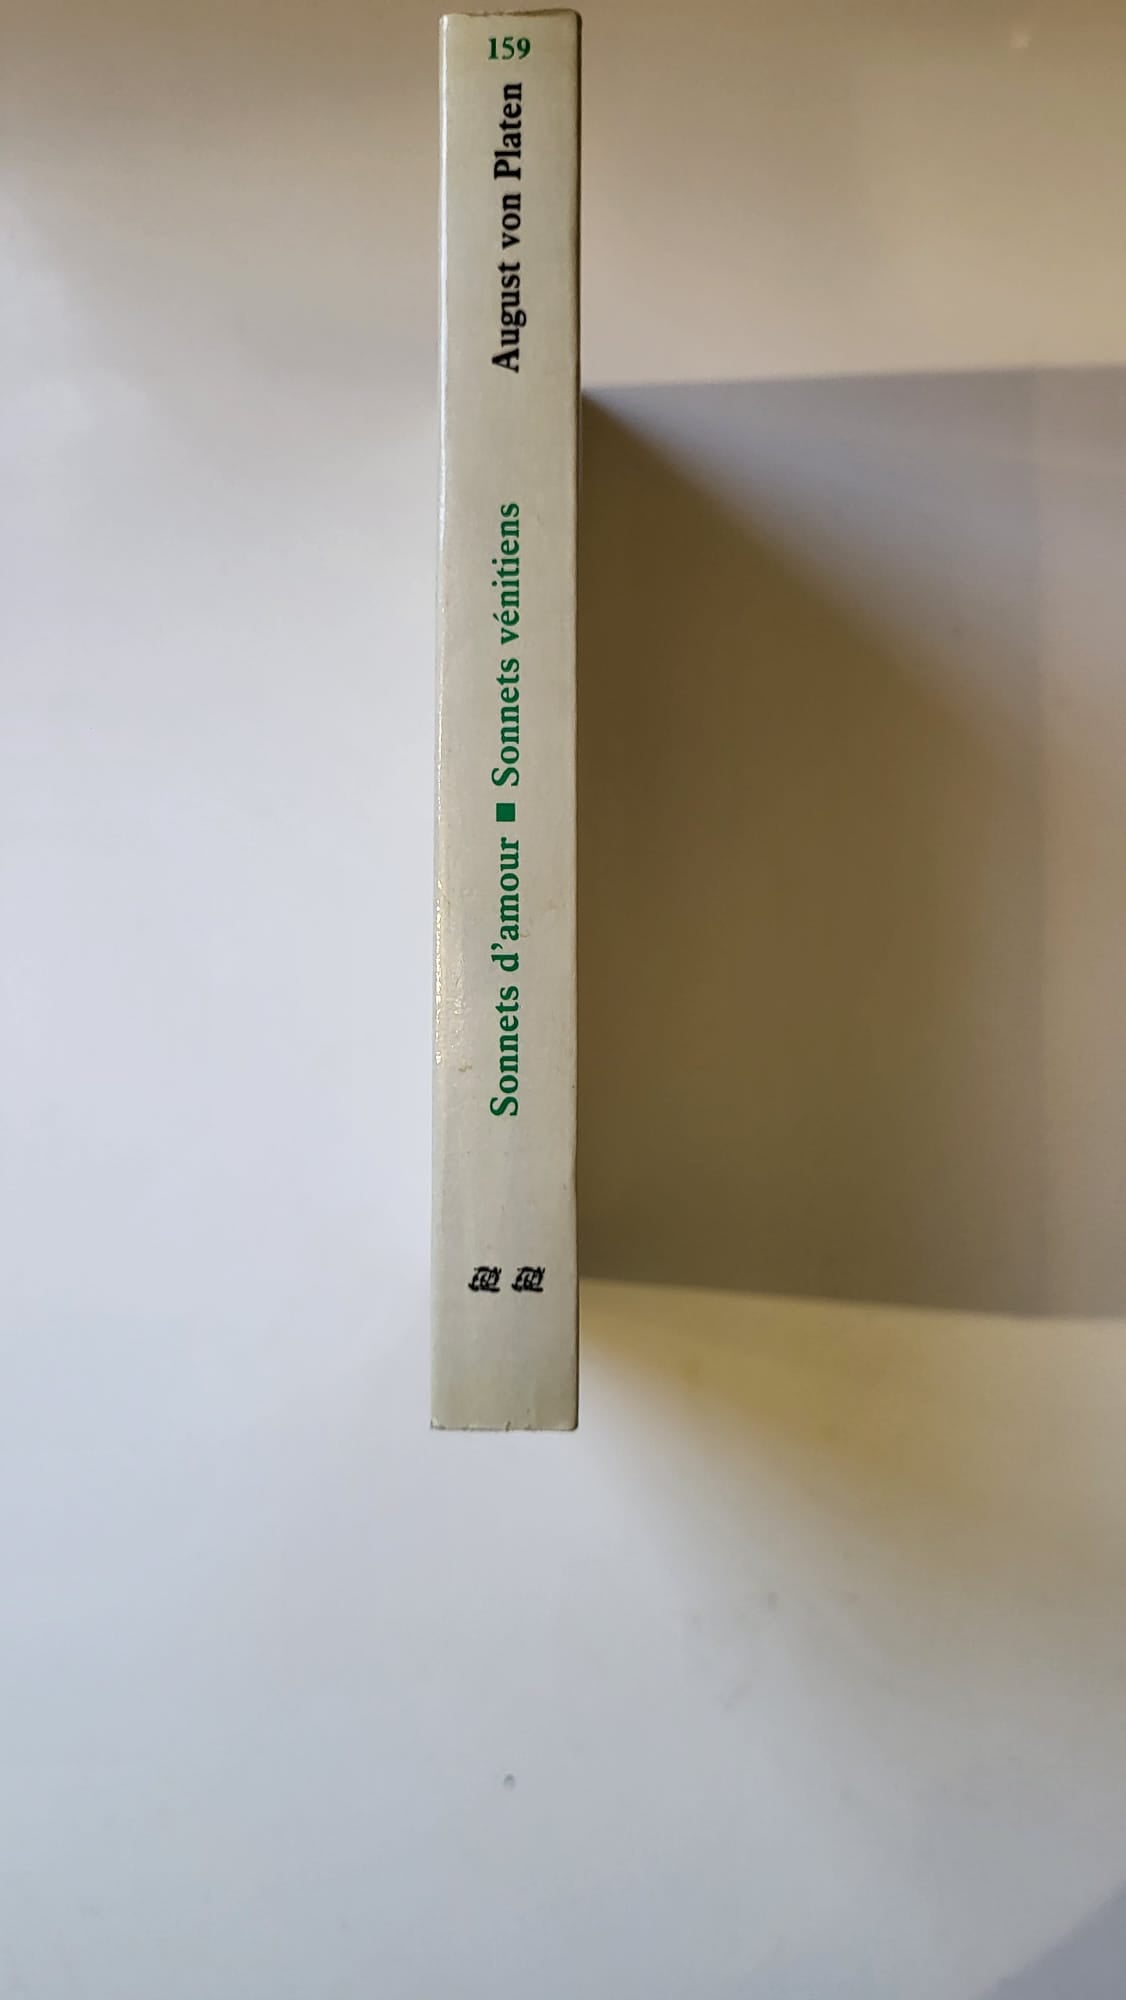 159
August von Platen
Sonnets d'amour ■ Sonnets vénitiens